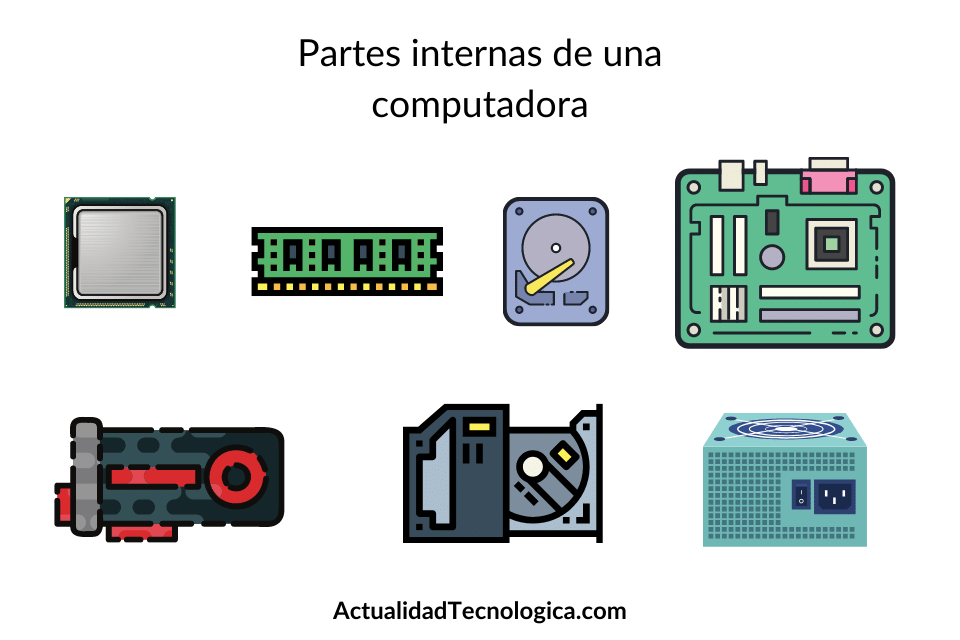 Partes internas de una
computadora
ActualidadTecnologica.com